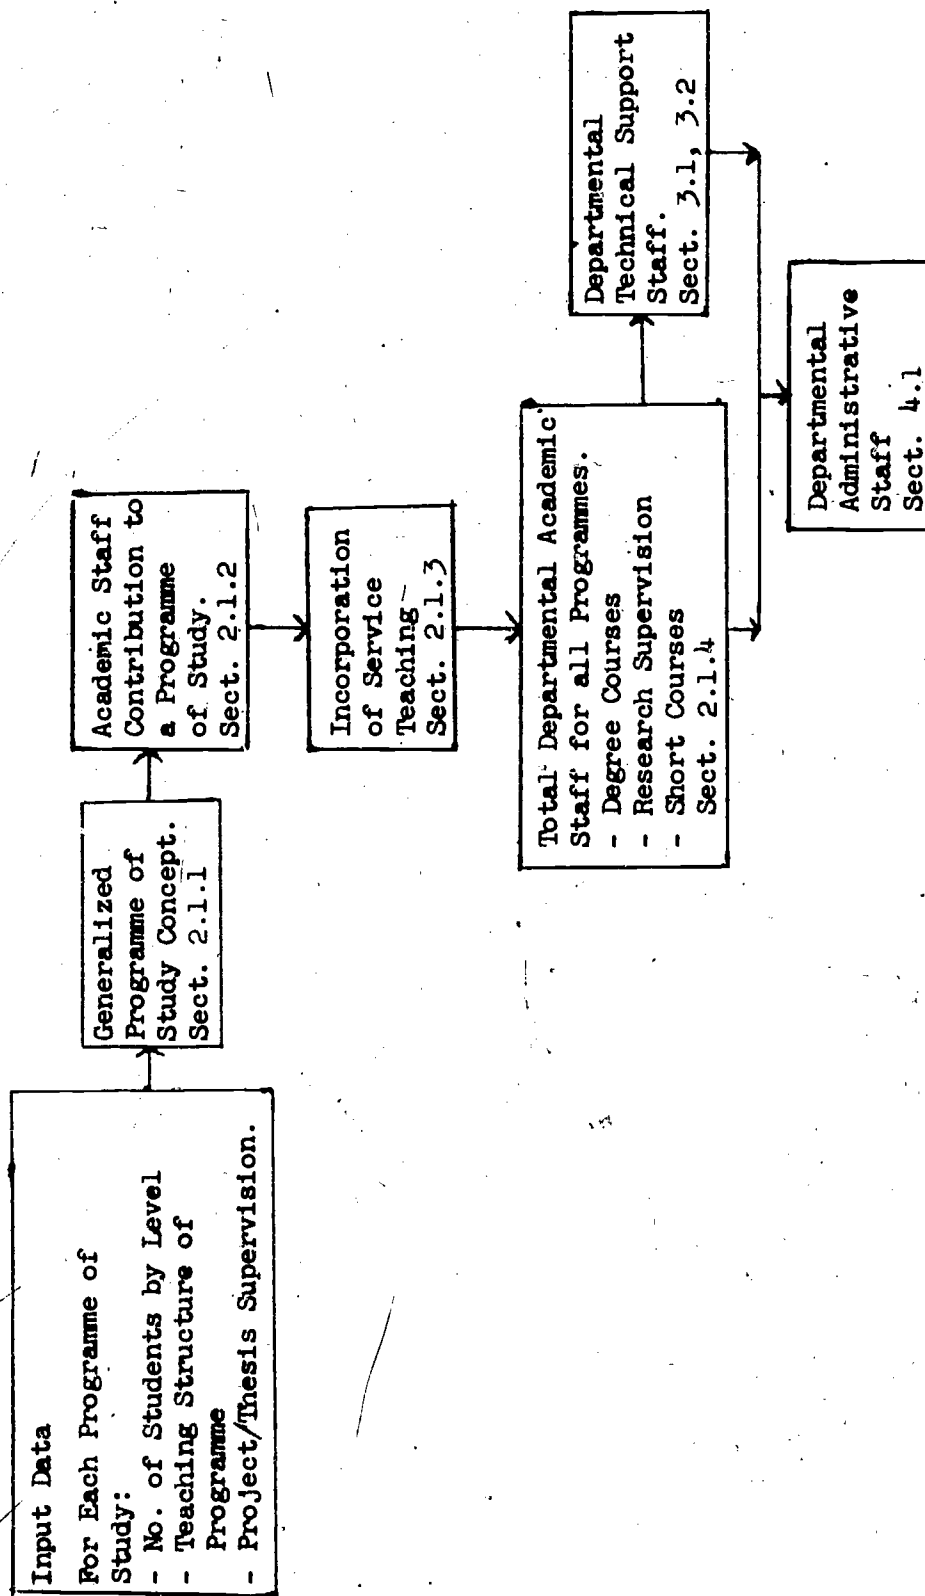 Input Data
For Each Programme of
Study:
- No. of Students by Level
- Teaching Structure of
Programme
- Project/Thesis Supervision.
Generalized
Programme of
Study Concept.
Sect. 2.1.1
Academic Staff
Contribution to
a Programme
of Study.
Sect. 2.1.2
Incorporation
of Service
Teaching
Sect. 2.1.3
Total Departmental Academic
Staff for all Programmes.
- Degree Courses
- Research Supervision
- Short Courses
Sect. 2.1.4
Departmental
Technical Support
Staff.
Sect. 3.1, 3.2
Departmental
Administrative
Staff
Sect. 4.1